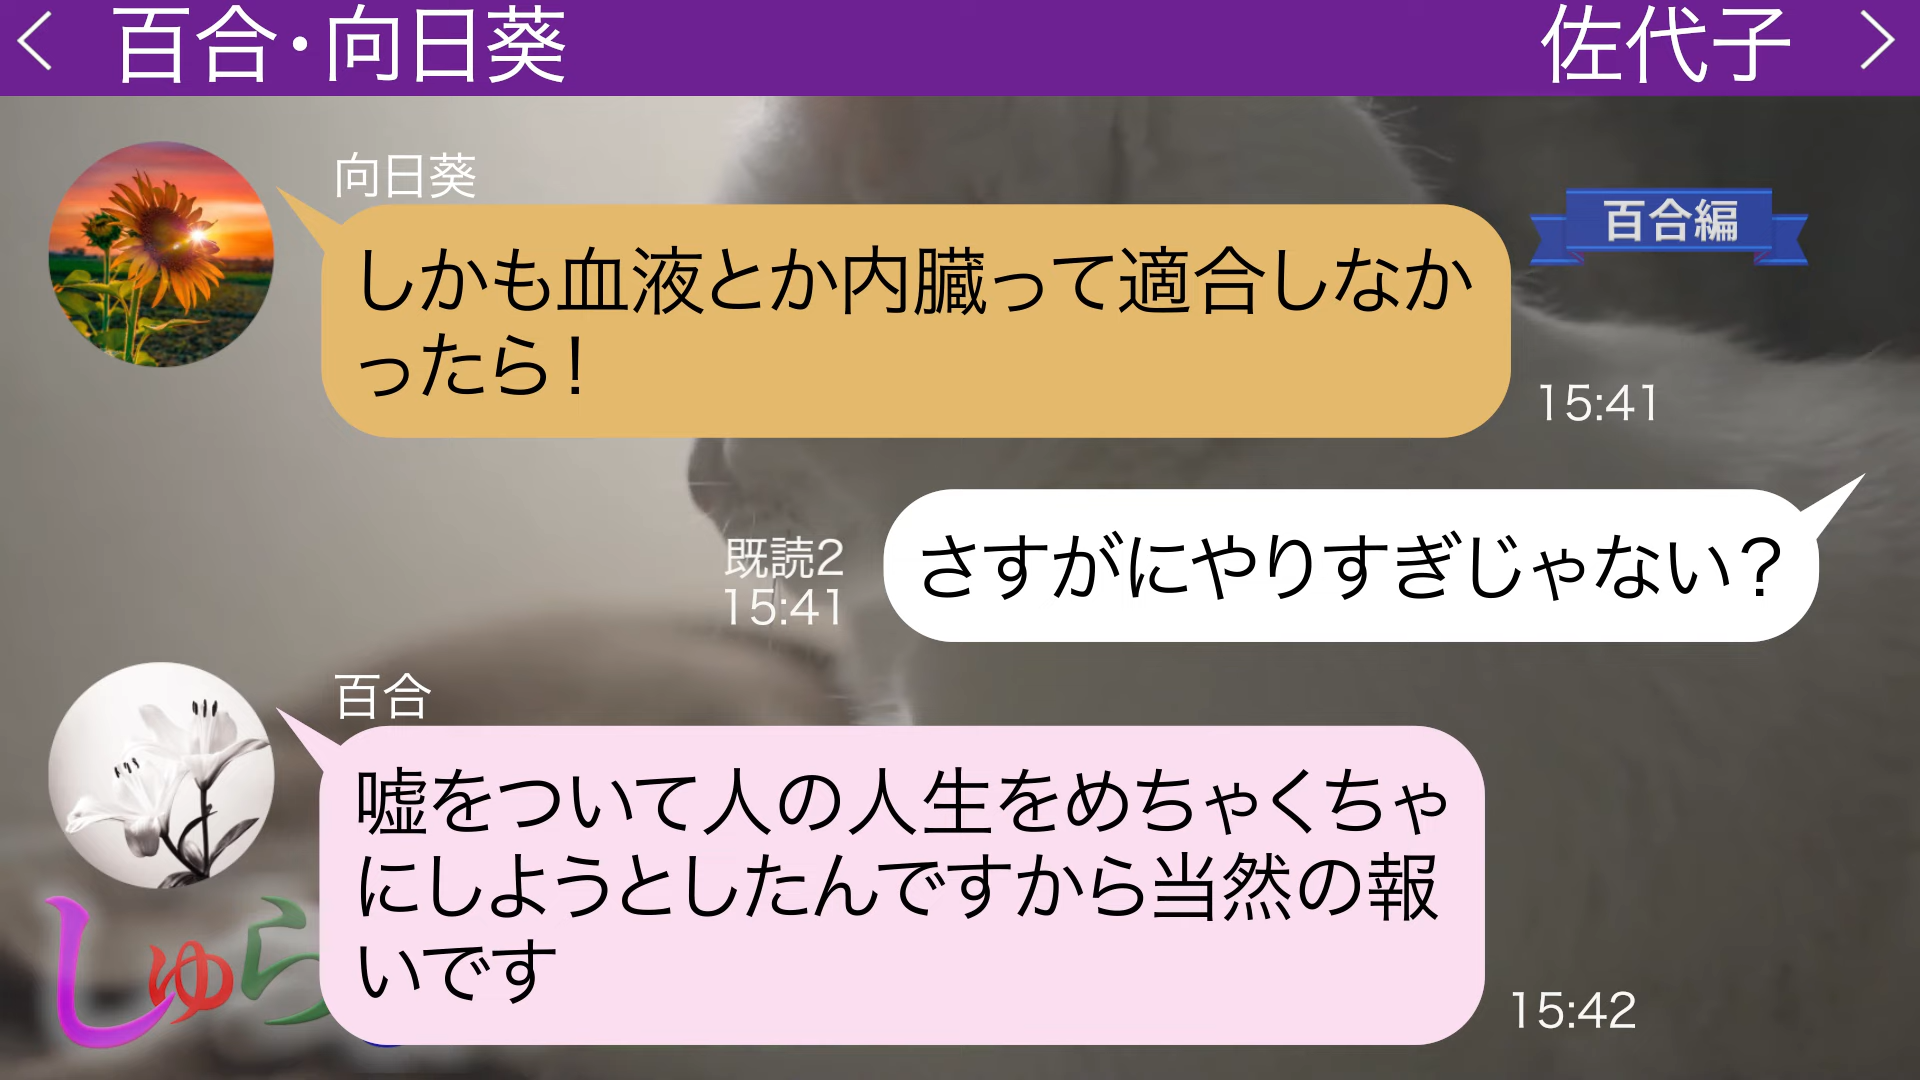 百合・向日葵
佐代子
向日葵
百合編
しかも血液とか内臓って適合しなか
ったら！
15:41
さすがにやりすぎじゃない？
既読2
15:41
百合
嘘をついて人の人生をめちゃくちゃ
にしようとしたんですから当然の報
いです
15:42
しゅら